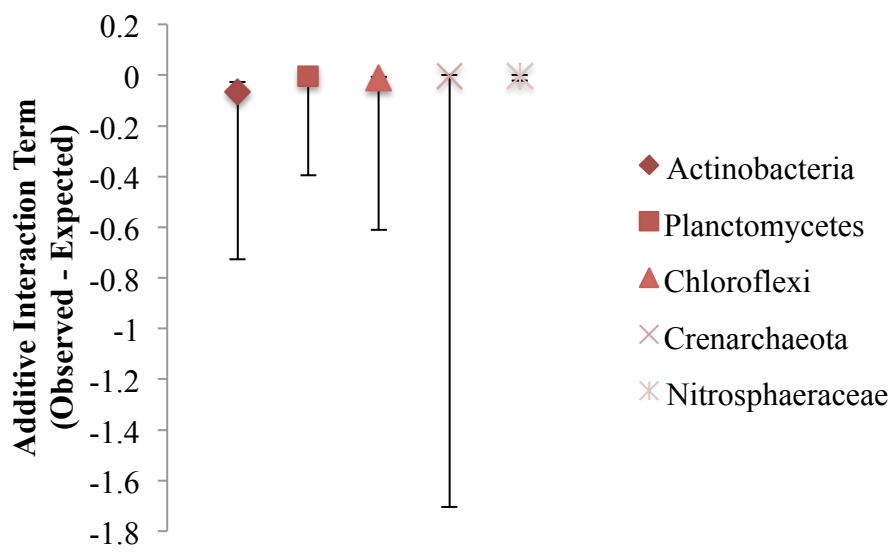 Additive Interaction Term
(Observed - Expected)
0.2
0
-0.2
-0.4
-0.6
-0.8
-1
-1.2
-1.4
-1.6
-1.8
Actinobacteria
Planctomycetes
Chloroflexi
Crenarchaeota
Nitrosphaeraceae